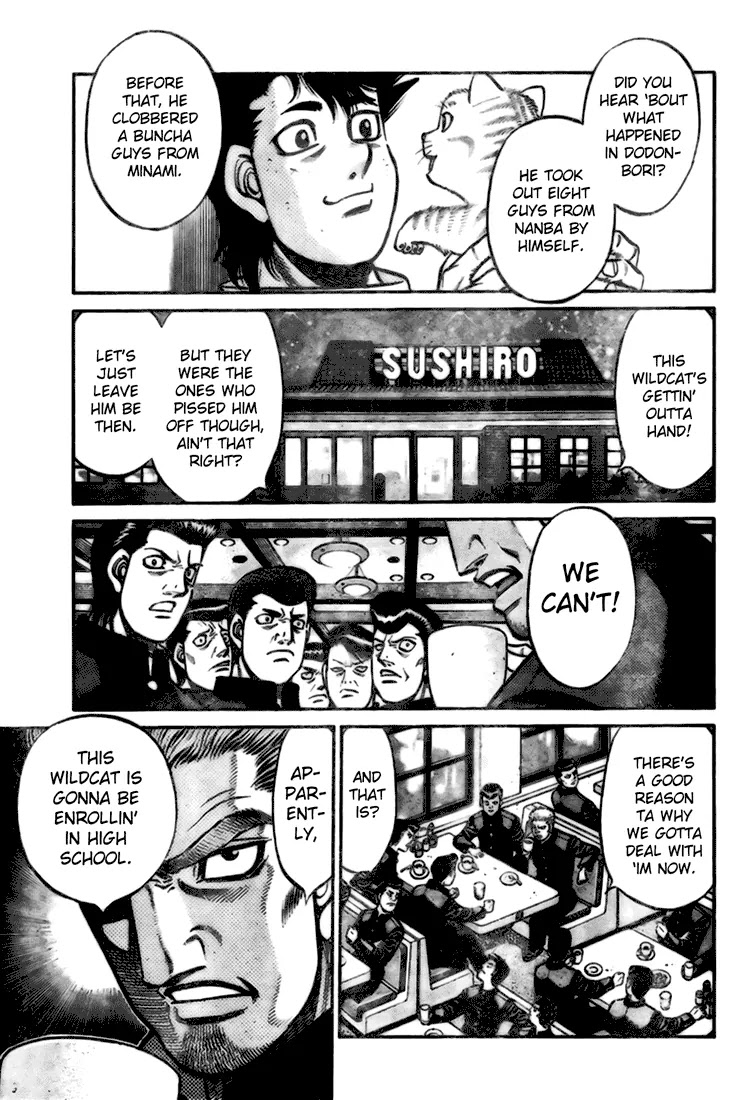 DID YOU
HEAR 'BOUT
WHAT
HAPPENED
IN DODON-
BORI?
HE TOOK
OUT EIGHT
GUYS FROM
NANBA BY
HIMSELF.
BEFORE
THAT, HE
CLOBBERED
A BUNCHA
GUYS FROM
MINAMI.
THIS
WILDCAT'S
GETTIN'
OUTTA
HAND!
SUSHIRO
BUT THEY
WERE THE
ONES WHO
PISSED HIM
OFF THOUGH,
AIN'T THAT
RIGHT?
LET'S
JUST
LEAVE
HIM BE
THEN.
WE
CAN'T!
THERE'S
A GOOD
REASON
TA WHY
WE GOTTA
DEAL WITH
'IM NOW.
AND
THAT
IS?
AP-
PAR-
ENT-
LY,
THIS
WILDCAT IS
GONNA BE
ENROLLIN'
IN HIGH
SCHOOL.